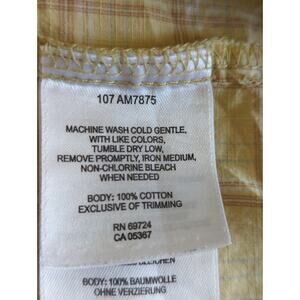 107 AM7875
MACHINE WASH COLD GENTLE,
WITH LIKE COLORS,
TUMBLE DRY LOW,
REMOVE PROMPTLY, IRON MEDIUM,
NON-CHLORINE BLEACH
WHEN NEEDED
BODY: 100% COTTON
EXCLUSIVE OF TRIMMING
RN 69724
CA 05367
BODY: 100% BAUMWOLLE
OHNE VERZIERUNG